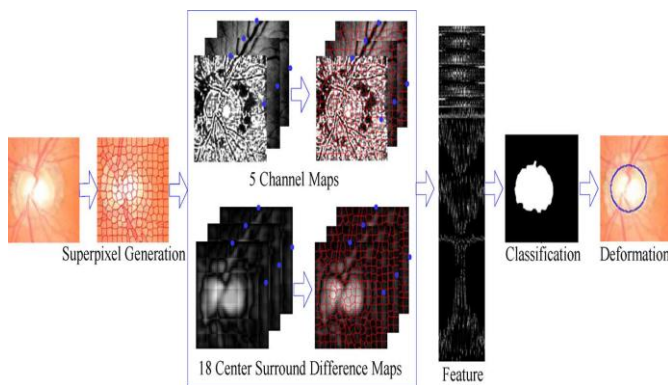 5 Channel Maps
Superpixel Generation
Classification
Deformation
18 Center Surround Difference Maps
Feature